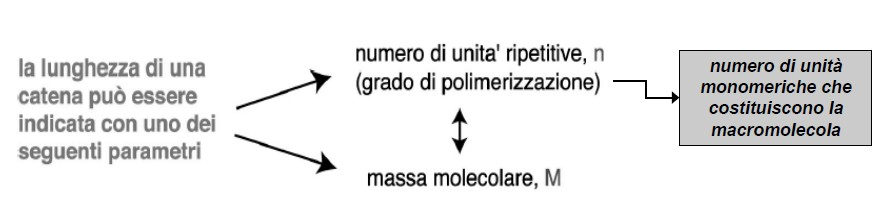 la lunghezza di una
catena può essere
indicata con uno dei
seguenti parametri
numero di unita' ripetitive, n
(grado di polimerizzazione)
massa molecolare, M
numero di unità
monomeriche che
costituiscono la
macromolecola